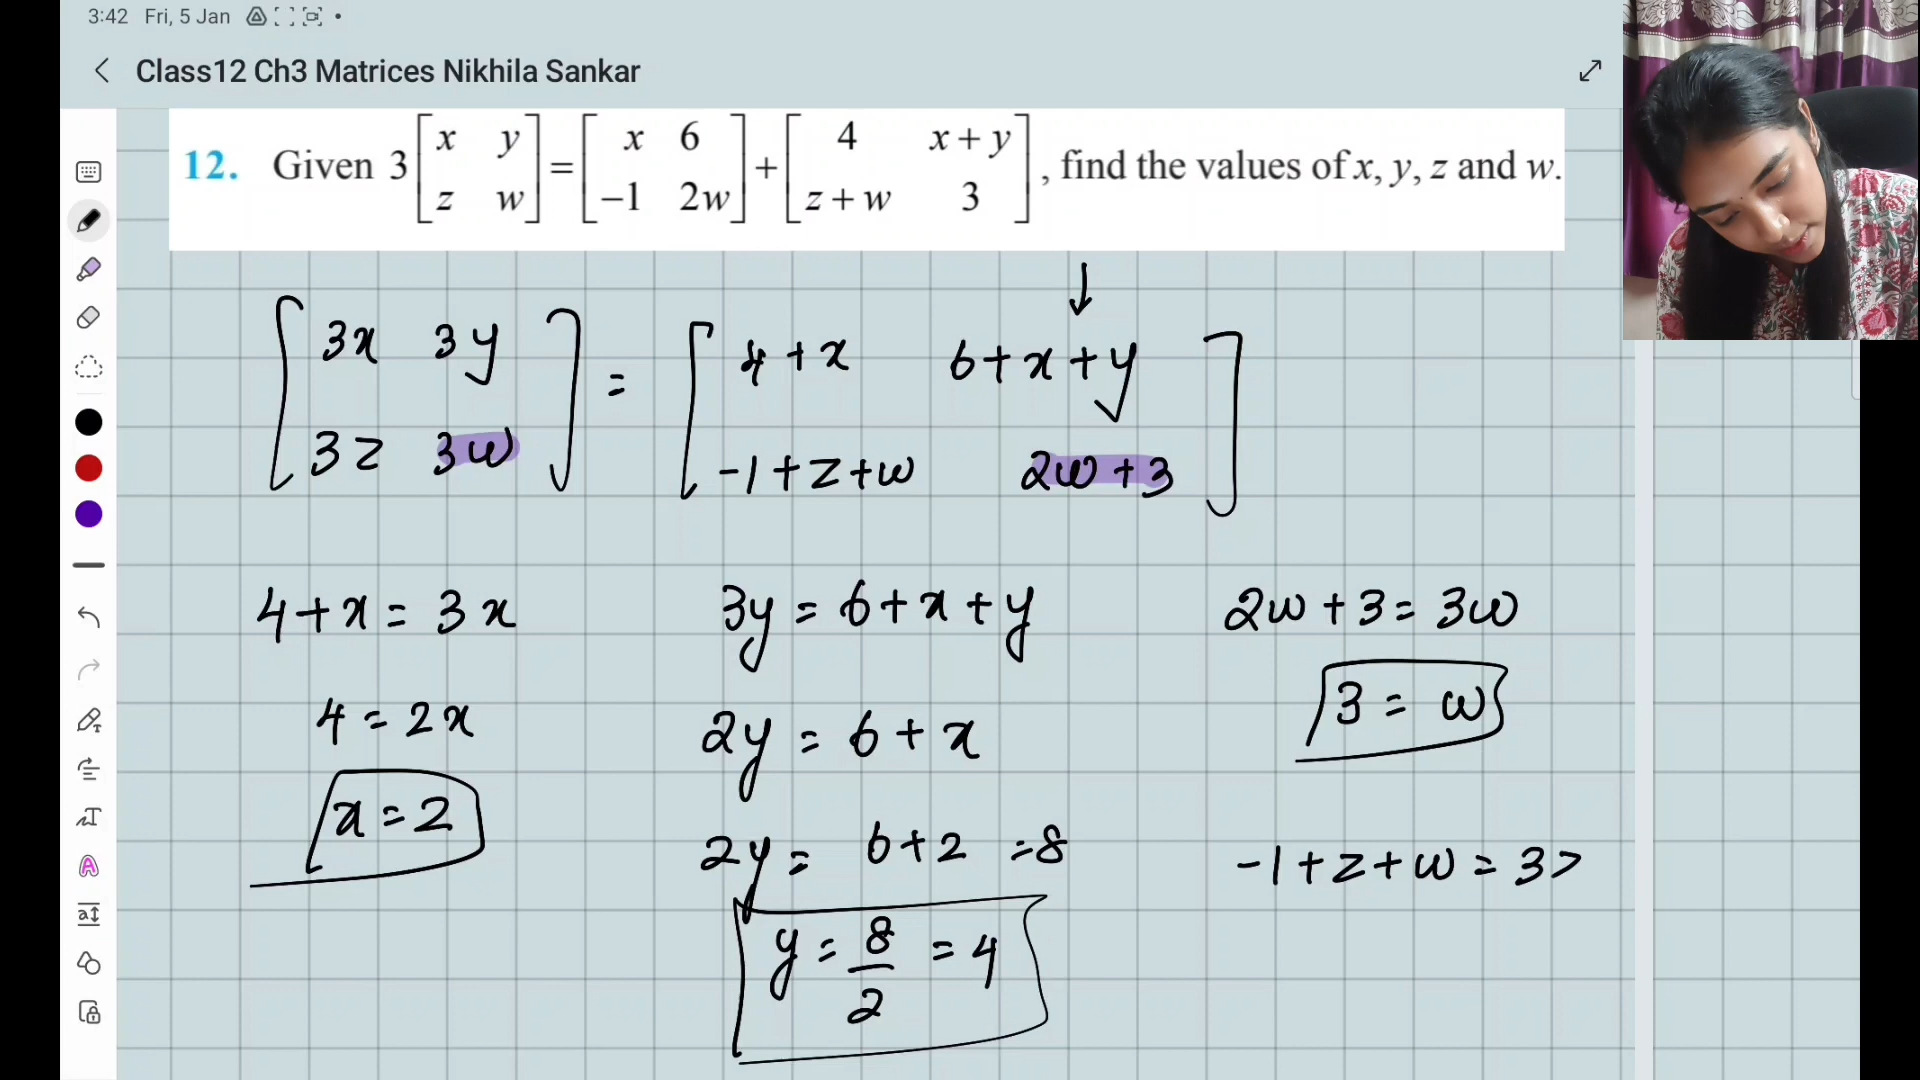 3:42 Fri, 5 Jan
Class12 Ch3 Matrices Nikhila Sankar
12. Given 3 [x y; z w] = [x 6; -1 2w] + [4 x+y; z+w 3], find the values of x, y, z and w.
[3x 3y; 3z 3w] = [4+x 6+x+y; -1+z+w 2w+3]
4+x = 3x
4 = 2x
x = 2
3y = 6+x+y
2y = 6+x
2y = 6+2 =8
y = 8/2 = 4
2w+3 = 3w
3 = w
-1+z+w = 3z